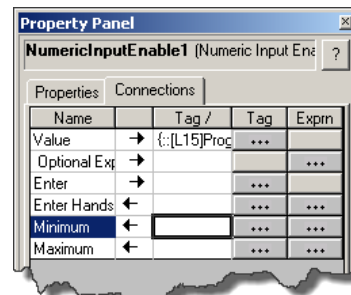 Property Panel
NumericInputEnable1 (Numeric Input Ena ?
Properties Connections
Name Tag / Tag Exprn
Value → {::[L15]Prog ... 
Optional Exp → ...
Enter → ...
Enter Hands ← ... ...
Minimum ← ... ...
Maximum ← ... ...